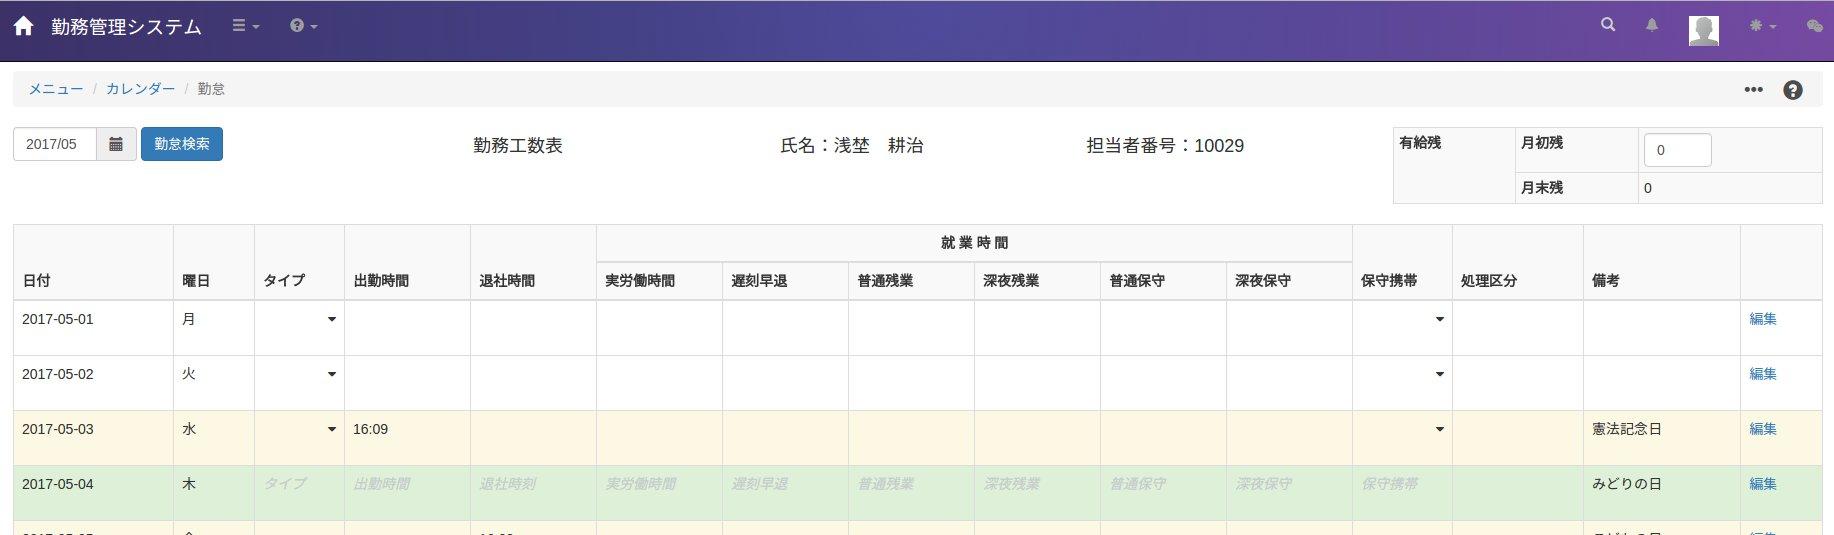 勤務管理システム
メニュー / カレンダー / 勤怠
2017/05 勤怠検索 勤務工数表 氏名：浅埜　耕治 担当者番号：10029
有給残 月初残 0
月末残 0
就 業 時 間
日付 曜日 タイプ 出勤時間 退社時間 実労働時間 遅刻早退 普通残業 深夜残業 普通保守 深夜保守 保守携帯 処理区分 備考
2017-05-01 月 編集
2017-05-02 火 編集
2017-05-03 水 16:09 憲法記念日 編集
2017-05-04 木 タイプ 出勤時間 退社時刻 実労働時間 遅刻早退 普通残業 深夜残業 普通保守 深夜保守 保守携帯 みどりの日 編集